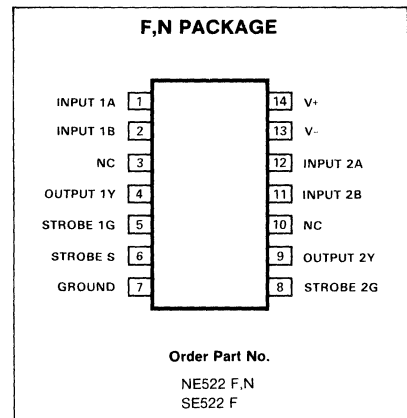 F,N PACKAGE
INPUT 1A 1 14 V+
INPUT 1B 2 13 V-
NC 3 12 INPUT 2A
OUTPUT 1Y 4 11 INPUT 2B
STROBE 1G 5 10 NC
STROBE S 6 9 OUTPUT 2Y
GROUND 7 8 STROBE 2G
Order Part No.
NE522 F,N
SE522 F